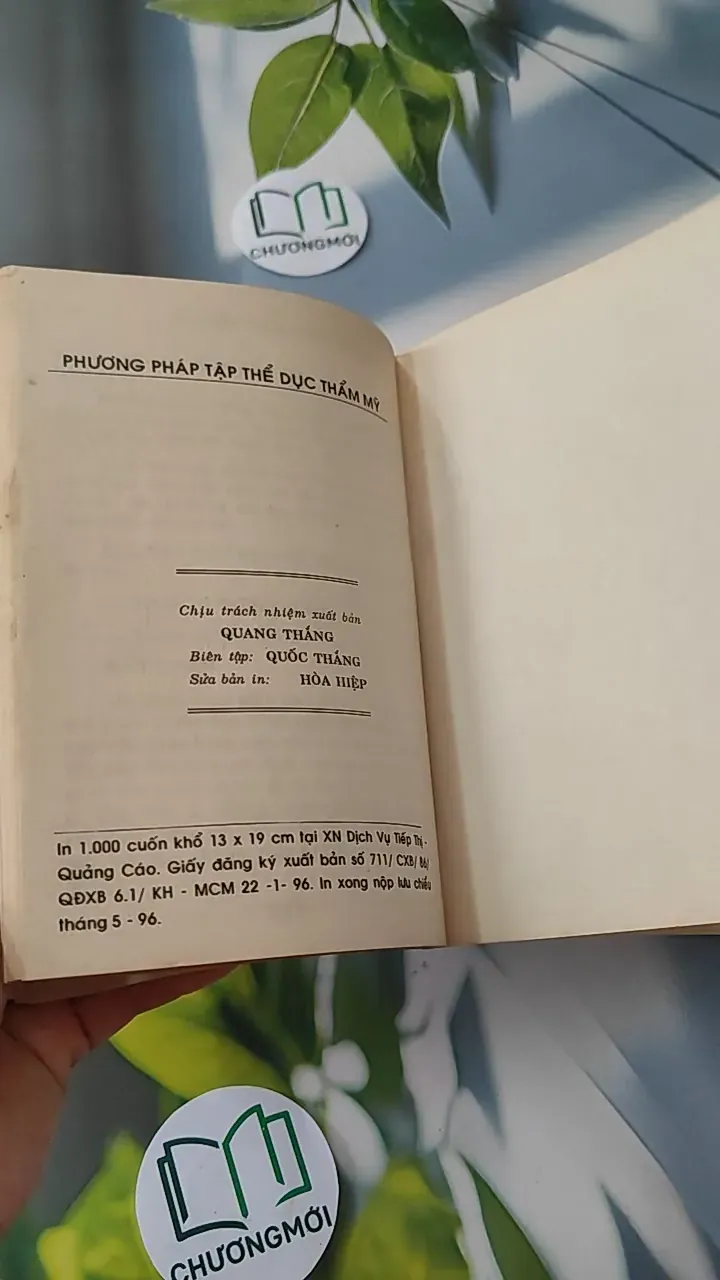 CHƯƠNGMỚI
PHƯƠNG PHÁP TẬP THỂ DỤC THẨM MỸ
Chịu trách nhiệm xuất bản
QUANG THẮNG
Biên tập: QUỐC THẮNG
Sửa bản in: HÒA HIỆP
In 1.000 cuốn khổ 13 x 19 cm tại XN Dịch Vụ Tiếp Thị -
Quảng Cáo. Giấy đăng ký xuất bản số 711/ CXB/ 86/
QĐXB 6.1/ KH - MCM 22 -1- 96. In xong nộp lưu chiểu
tháng 5 - 96.
CHƯƠNGMỚI